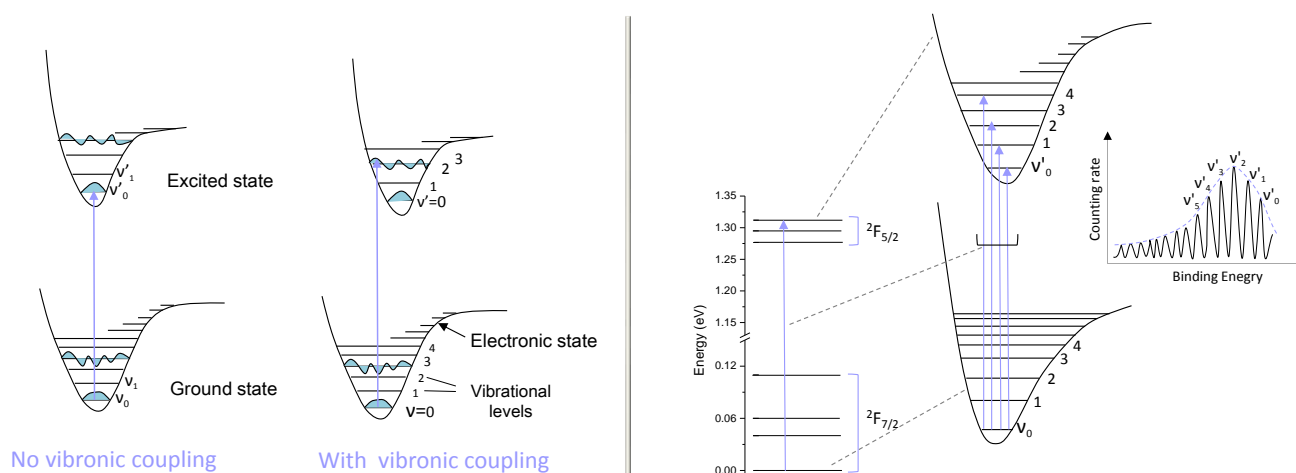 ν'₁
ν'₀
Excited state
ν₁
ν₀
Ground state
No vibronic coupling
3
2
1
ν'=0
4
3
2
1
ν=0
Electronic state
Vibrational
levels
With vibronic coupling
1.35
1.30
1.25
1.20
1.15
0.12
0.06
0.00
Energy (eV)
²F₅/₂
²F₇/₂
4
3
2
1
ν'₀
4
3
2
1
ν₀
Counting rate
ν'₅
ν'₄
ν'₃
ν'₂
ν'₁
ν'₀
Binding Enegry